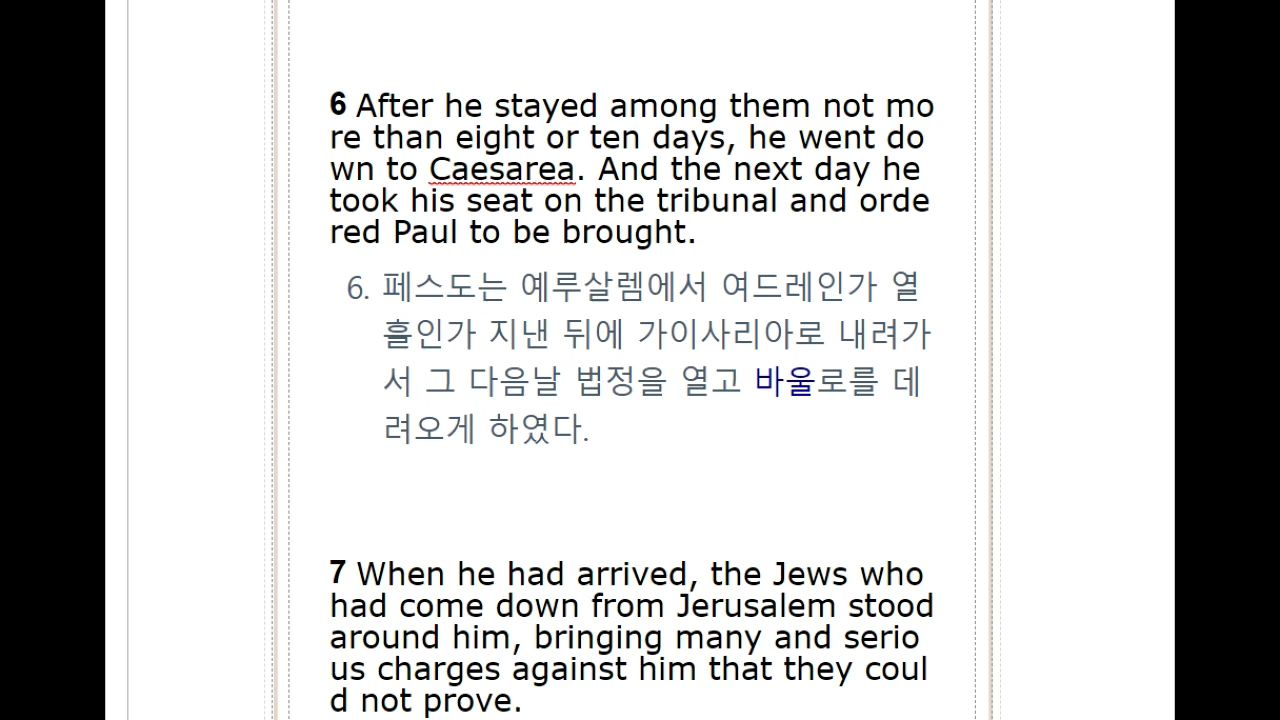 6 After he stayed among them not mo
re than eight or ten days, he went do
wn to Caesarea. And the next day he
took his seat on the tribunal and orde
red Paul to be brought.
6. 페스도는 예루살렘에서 여드레인가 열
흘인가 지낸 뒤에 가이사리아로 내려가
서 그 다음날 법정을 열고 바울로를 데
려오게 하였다.
7 When he had arrived, the Jews who
had come down from Jerusalem stood
around him, bringing many and serio
us charges against him that they coul
d not prove.